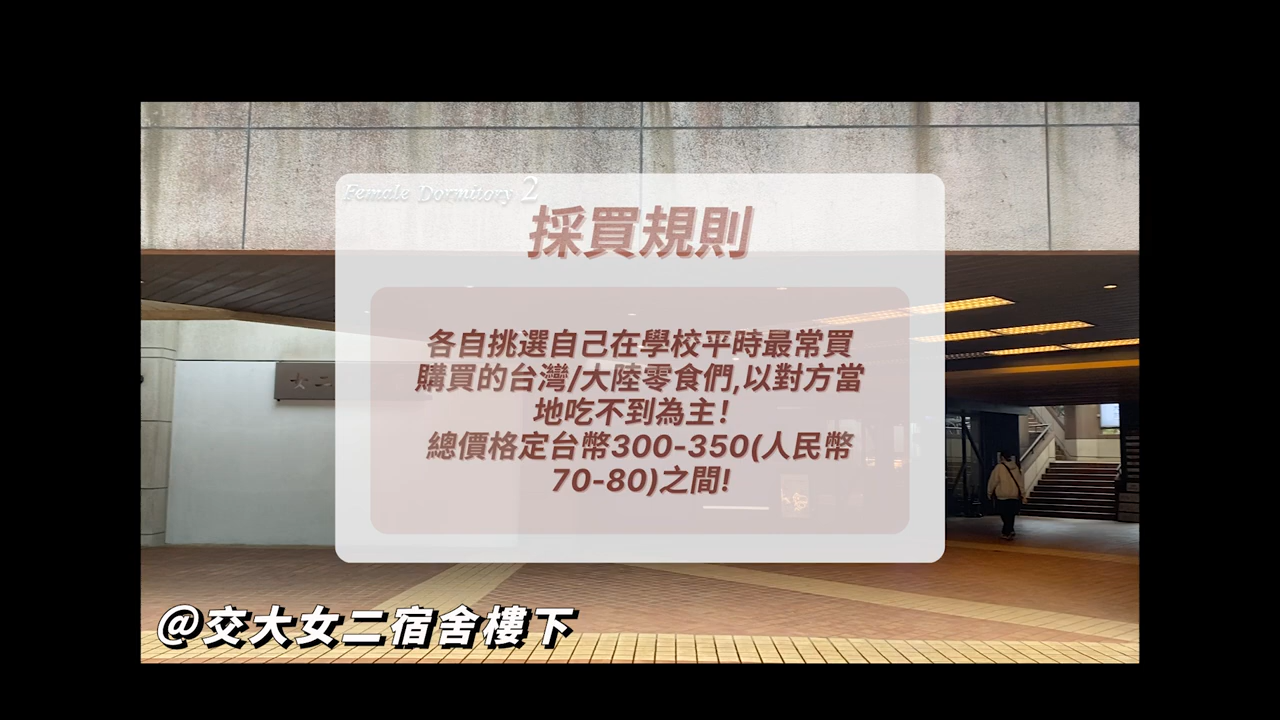 Female Dormitory 2
採買規則
各自挑選自己在學校平時最常買
購買的台灣/大陸零食們,以對方當
地吃不到為主!
總價格定台幣300-350(人民幣
70-80)之間!
女二
@交大女二宿舍樓下